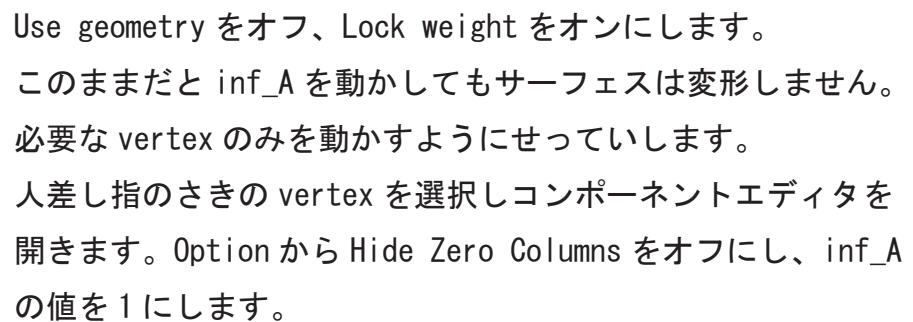 Use geometry をオフ、Lock weight をオンにします。
このままだと inf_A を動かしてもサーフェスは変形しません。
必要な vertex のみを動かすようにせっていします。
人差し指のさきの vertex を選択しコンポーネントエディタを
開きます。Option から Hide Zero Columns をオフにし、inf_A
の値を 1 にします。